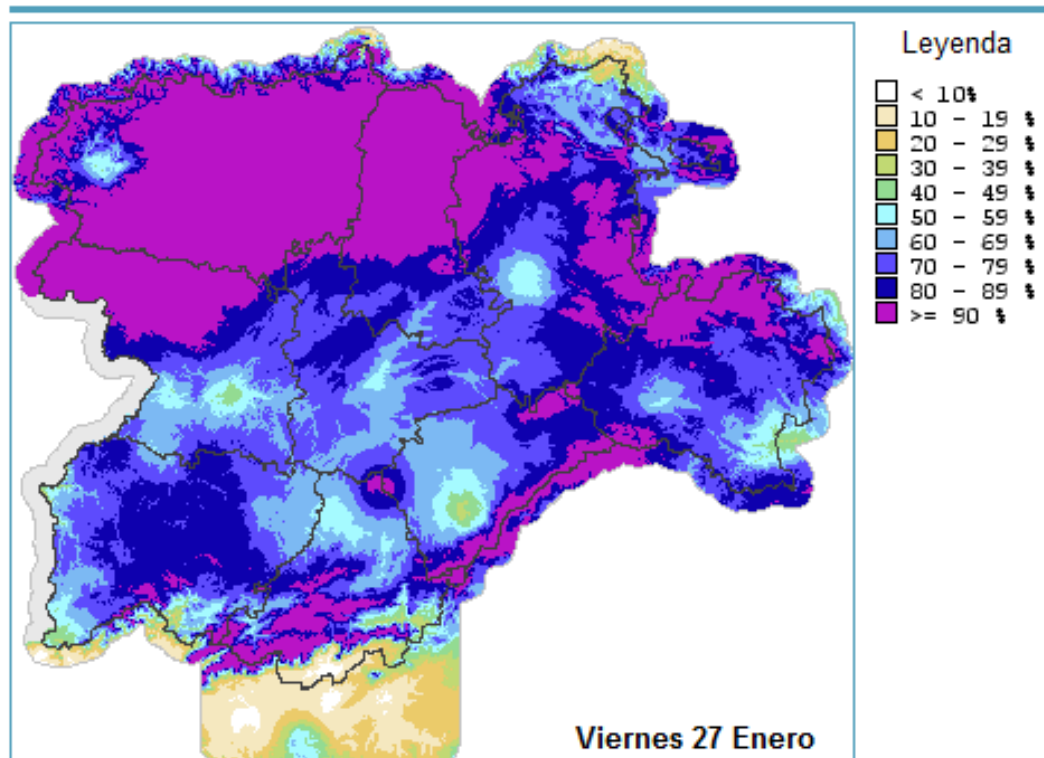 Leyenda
< 10%
10 - 19 %
20 - 29 %
30 - 39 %
40 - 49 %
50 - 59 %
60 - 69 %
70 - 79 %
80 - 89 %
>= 90 %
Viernes 27 Enero